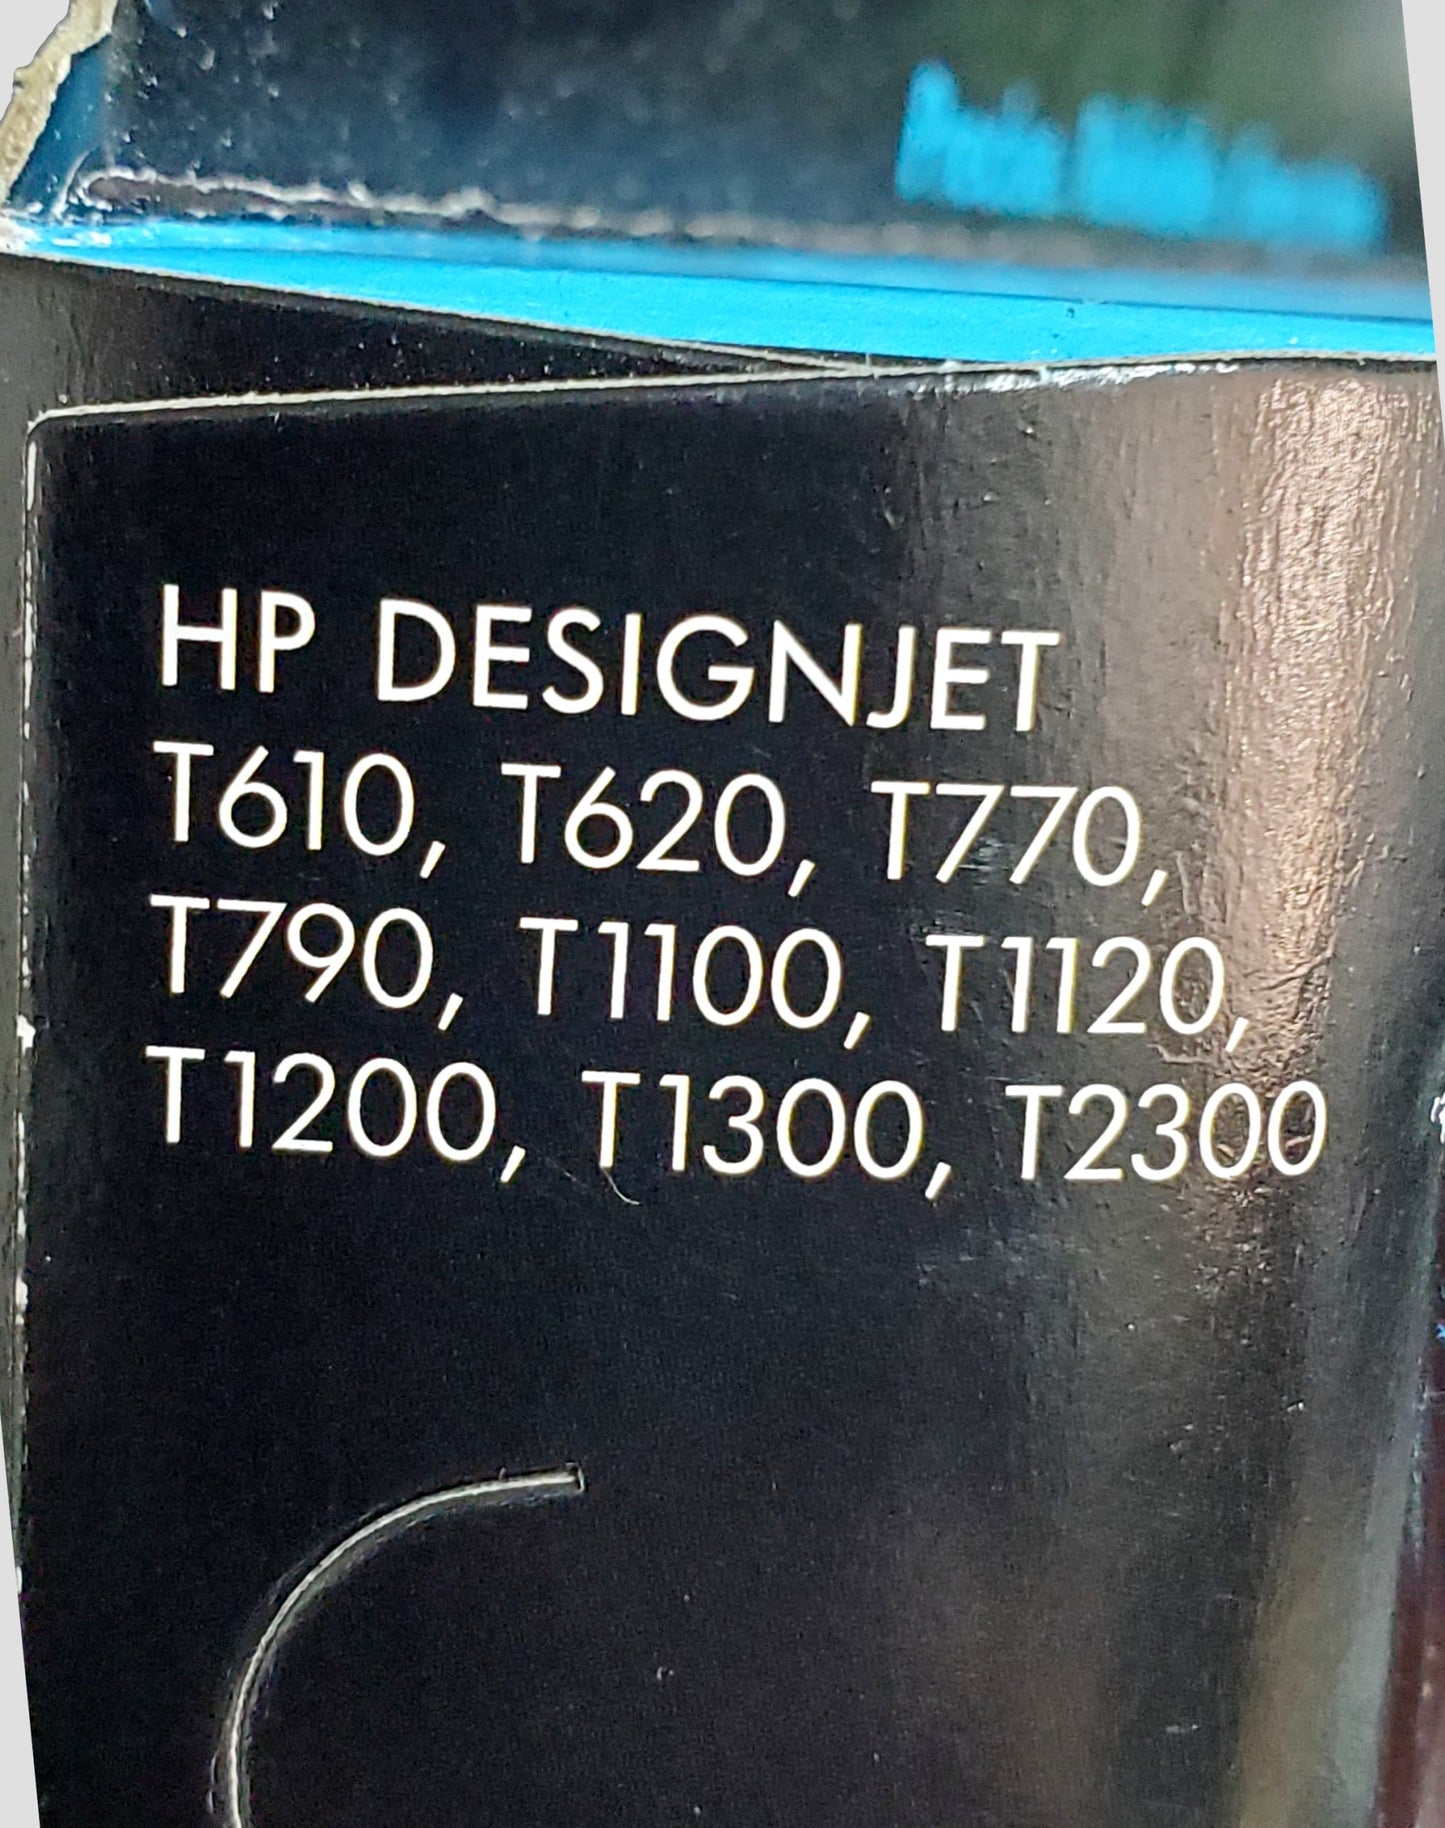 HP DESIGNJET
T610, T620, T770,
T790, T1100, T1120,
T1200, T1300, T2300